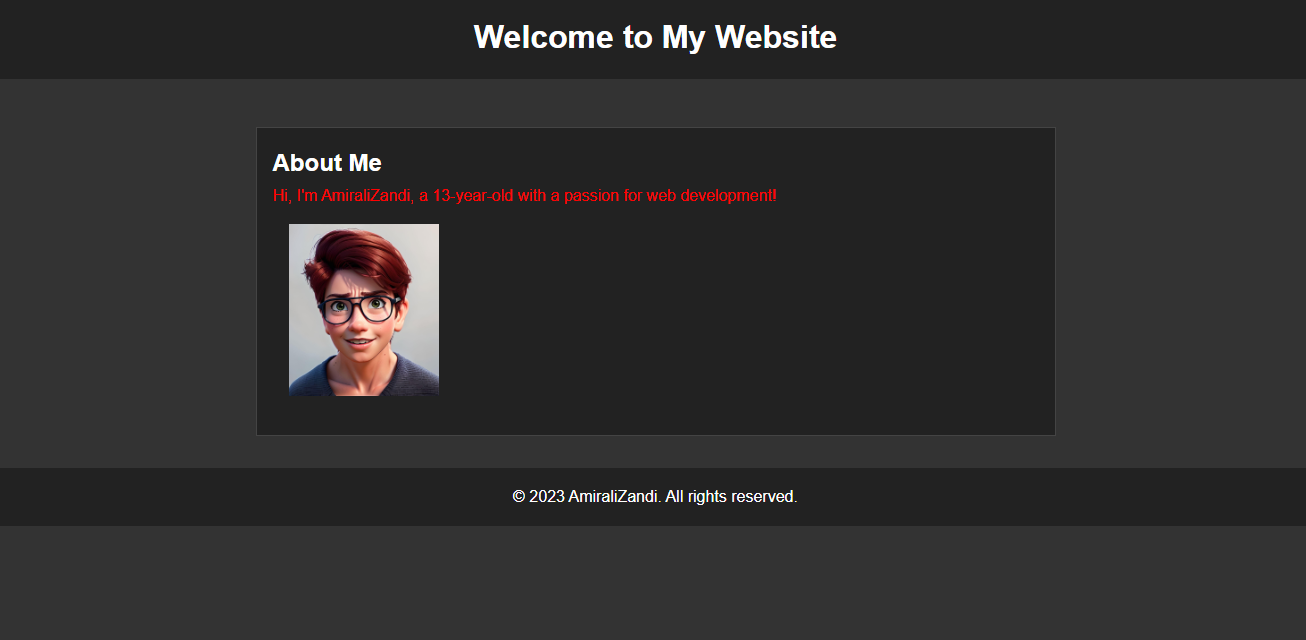 Welcome to My Website
About Me
Hi, I'm AmiraliZandi, a 13-year-old with a passion for web development!
© 2023 AmiraliZandi. All rights reserved.